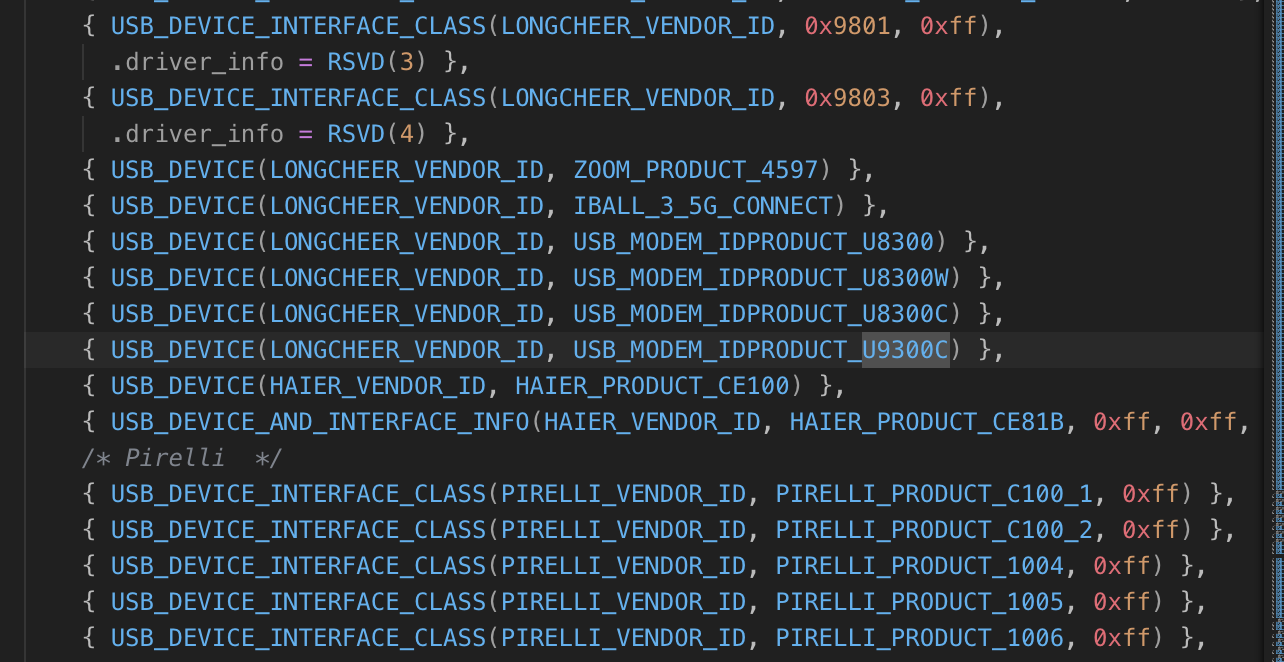 { USB_DEVICE_INTERFACE_CLASS(LONGCHEER_VENDOR_ID, 0x9801, 0xff),
.driver_info = RSVD(3) },
{ USB_DEVICE_INTERFACE_CLASS(LONGCHEER_VENDOR_ID, 0x9803, 0xff),
.driver_info = RSVD(4) },
{ USB_DEVICE(LONGCHEER_VENDOR_ID, ZOOM_PRODUCT_4597) },
{ USB_DEVICE(LONGCHEER_VENDOR_ID, IBALL_3_5G_CONNECT) },
{ USB_DEVICE(LONGCHEER_VENDOR_ID, USB_MODEM_IDPRODUCT_U8300) },
{ USB_DEVICE(LONGCHEER_VENDOR_ID, USB_MODEM_IDPRODUCT_U8300W) },
{ USB_DEVICE(LONGCHEER_VENDOR_ID, USB_MODEM_IDPRODUCT_U8300C) },
{ USB_DEVICE(LONGCHEER_VENDOR_ID, USB_MODEM_IDPRODUCT_U9300C) },
{ USB_DEVICE(HAIER_VENDOR_ID, HAIER_PRODUCT_CE100) },
{ USB_DEVICE_AND_INTERFACE_INFO(HAIER_VENDOR_ID, HAIER_PRODUCT_CE81B, 0xff, 0xff,
/* Pirelli  */
{ USB_DEVICE_INTERFACE_CLASS(PIRELLI_VENDOR_ID, PIRELLI_PRODUCT_C100_1, 0xff) },
{ USB_DEVICE_INTERFACE_CLASS(PIRELLI_VENDOR_ID, PIRELLI_PRODUCT_C100_2, 0xff) },
{ USB_DEVICE_INTERFACE_CLASS(PIRELLI_VENDOR_ID, PIRELLI_PRODUCT_1004, 0xff) },
{ USB_DEVICE_INTERFACE_CLASS(PIRELLI_VENDOR_ID, PIRELLI_PRODUCT_1005, 0xff) },
{ USB_DEVICE_INTERFACE_CLASS(PIRELLI_VENDOR_ID, PIRELLI_PRODUCT_1006, 0xff) },